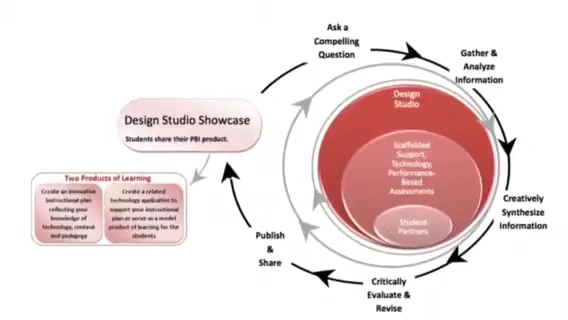 Ask a
Compelling
Question
Gather &
Analyze
Information
Design
Studio
Design Studio Showcase
Students share their PBI product.
Scaffolded
Support,
Technology,
Performance-
Based
Assessments
Two Products of Learning
Create an innovative
instructional plan
reflecting your
knowledge of
technology, content
and pedagogy
Create a related
technology application to
support your instructional
plan or serve as a model
product of learning for the
students
Creatively
Synthesize
Information
Student
Partners
Publish
&
Share
Critically
Evaluate &
Revise